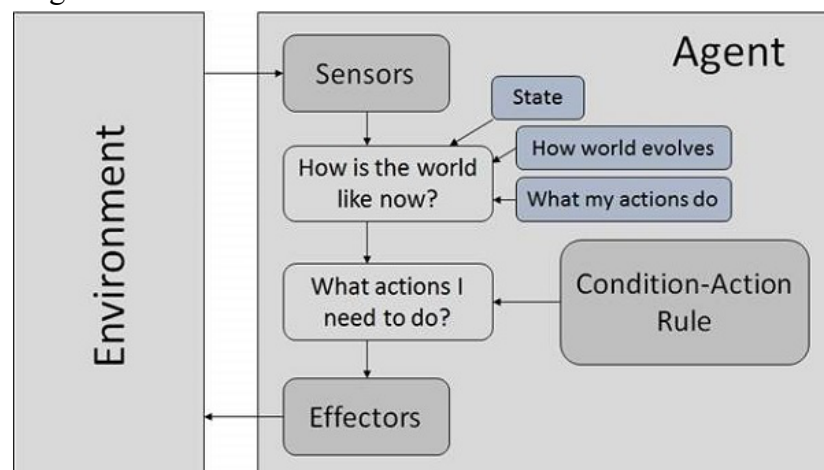 Agent
Sensors
State
How is the world
like now?
How world evolves
What my actions do
What actions I
need to do?
Condition-Action
Rule
Effectors
Environment